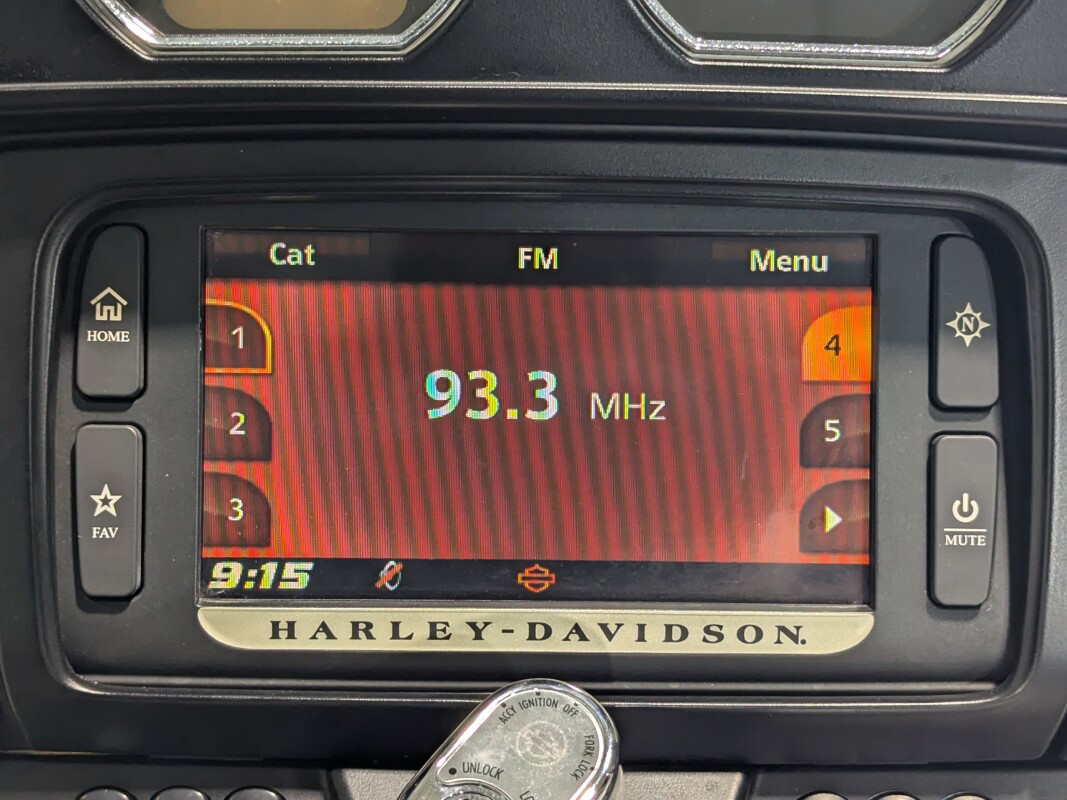 Cat FM Menu
HOME
1
2
3
93.3 MHz
4
5
N
FAV
MUTE
9:15
HARLEY-DAVIDSON.
ACCY IGNITION OFF
FORK LOCK
UNLOCK